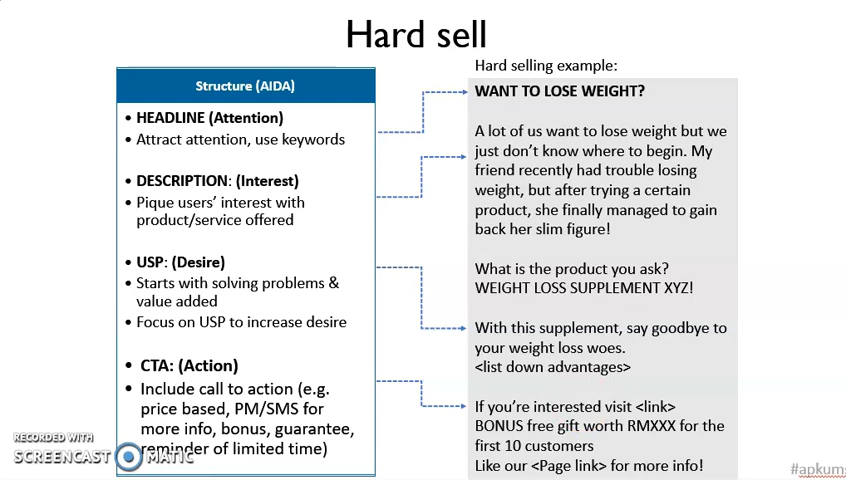 Hard sell
Structure (AIDA)
• HEADLINE (Attention)
• Attract attention, use keywords
• DESCRIPTION: (Interest)
• Pique users' interest with
product/service offered
• USP: (Desire)
• Starts with solving problems &
value added
• Focus on USP to increase desire
• CTA: (Action)
• Include call to action (e.g.
price based, PM/SMS for
more info, bonus, guarantee,
reminder of limited time)
Hard selling example:
WANT TO LOSE WEIGHT?
A lot of us want to lose weight but we
just don't know where to begin. My
friend recently had trouble losing
weight, but after trying a certain
product, she finally managed to gain
back her slim figure!
What is the product you ask?
WEIGHT LOSS SUPPLEMENT XYZ!
With this supplement, say goodbye to
your weight loss woes.
<list down advantages>
If you're interested visit <link>
BONUS free gift worth RMXXX for the
first 10 customers
Like our <Page link> for more info!
RECORDED WITH
SCREENCAST MATIC